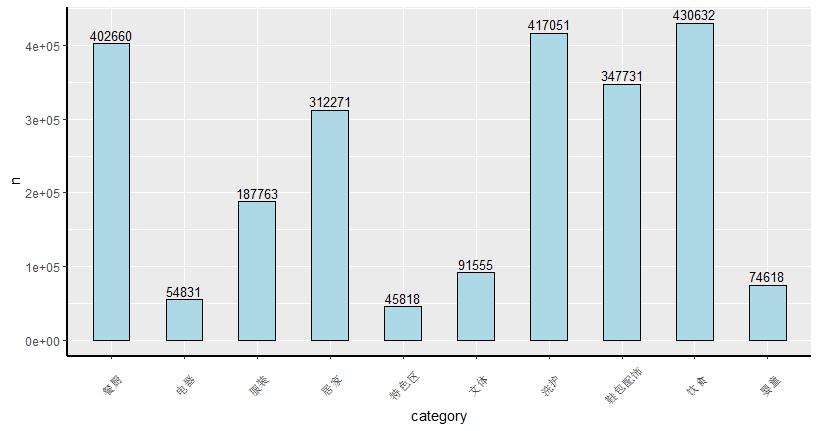 430632
417051
402660
347731
312271
187763
91555
74618
54831
45818
4e+05
3e+05
2e+05
1e+05
0e+00
n
餐厨 电器 服装 居家 特色区 文体 洗护 鞋包配饰 饮食 婴童
category